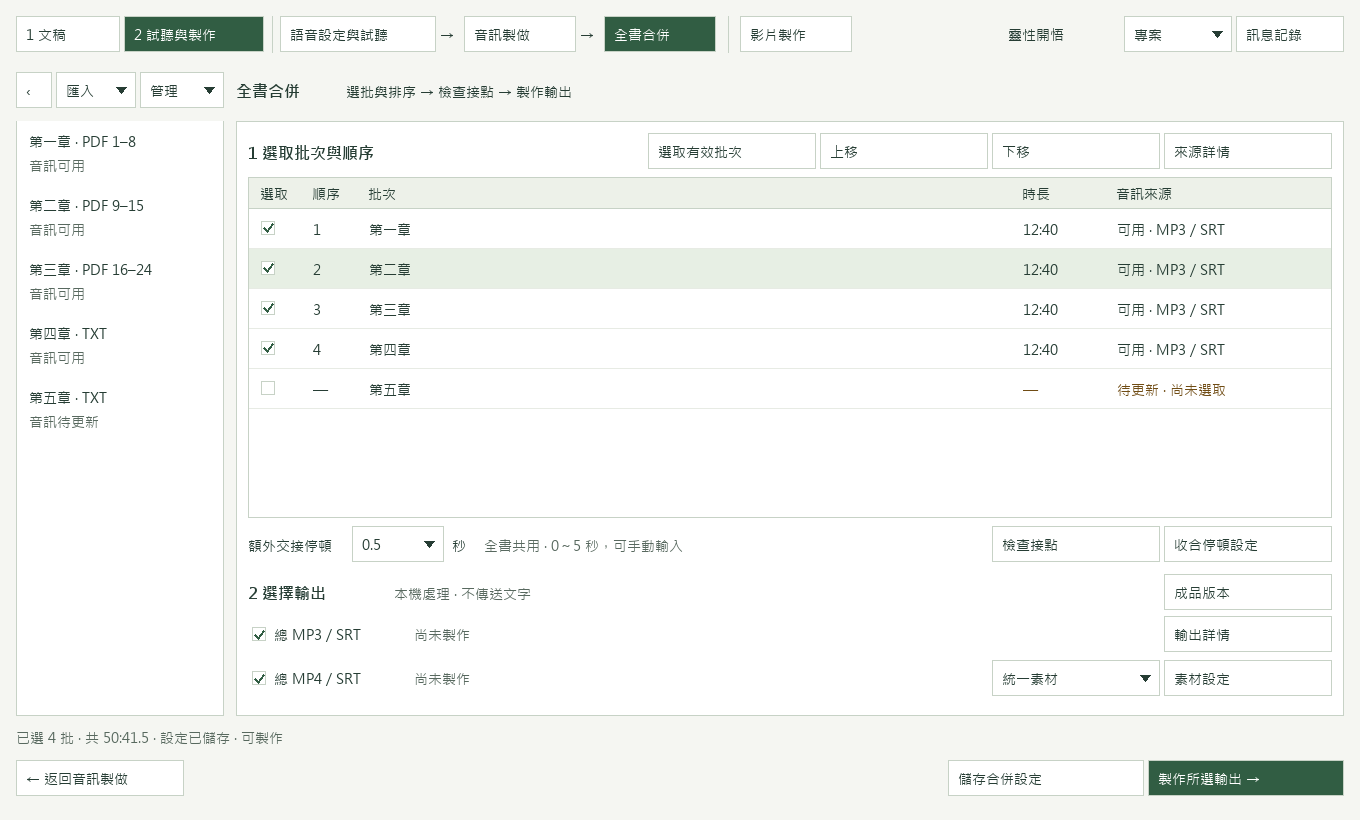 1 文稿 2 試聽與製作 語音設定與試聽 → 音訊製做 → 全書合併 影片製作 靈性開悟 專案 訊息記錄
‹ 匯入 管理 全書合併 選批與排序 → 檢查接點 → 製作輸出
第一章 · PDF 1–8
音訊可用
第二章 · PDF 9–15
音訊可用
第三章 · PDF 16–24
音訊可用
第四章 · TXT
音訊可用
第五章 · TXT
音訊待更新
1 選取批次與順序 選取有效批次 上移 下移 來源詳情
選取 順序 批次 時長 音訊來源
1 第一章 12:40 可用 · MP3 / SRT
2 第二章 12:40 可用 · MP3 / SRT
3 第三章 12:40 可用 · MP3 / SRT
4 第四章 12:40 可用 · MP3 / SRT
— 第五章 — 待更新 · 尚未選取
額外交接停頓 0.5 秒 全書共用 · 0 ~ 5 秒，可手動輸入 檢查接點 收合停頓設定
2 選擇輸出 本機處理 · 不傳送文字 成品版本
總 MP3 / SRT 尚未製作 輸出詳情
總 MP4 / SRT 尚未製作 統一素材 素材設定
已選 4 批 · 共 50:41.5 · 設定已儲存 · 可製作
← 返回音訊製做 儲存合併設定 製作所選輸出 →